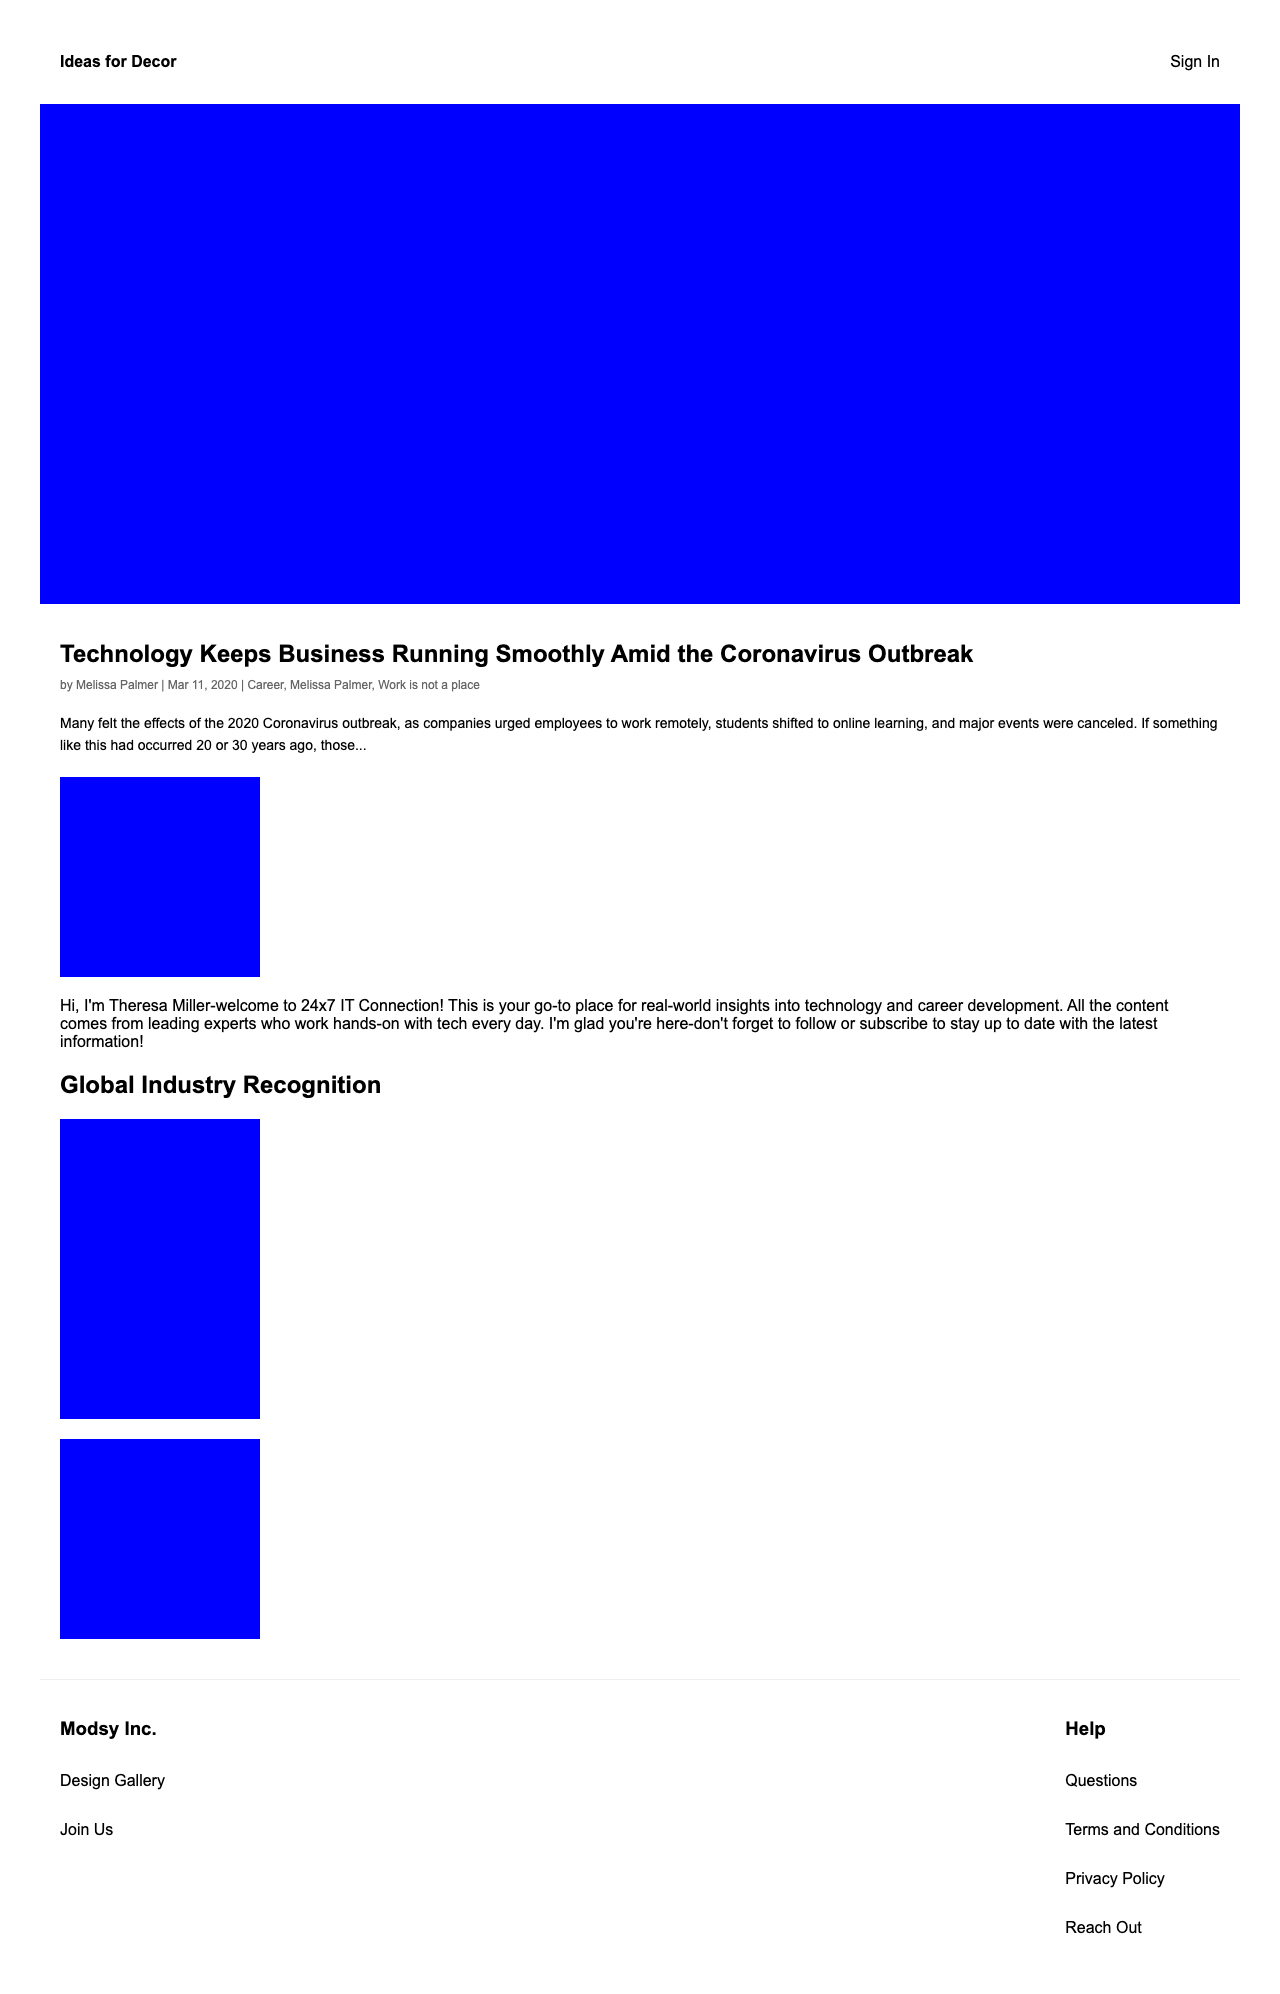 Ideas for Decor
Sign In
Technology Keeps Business Running Smoothly Amid the Coronavirus Outbreak
by Melissa Palmer | Mar 11, 2020 | Career, Melissa Palmer, Work is not a place
Many felt the effects of the 2020 Coronavirus outbreak, as companies urged employees to work remotely, students shifted to online learning, and major events were canceled. If something
like this had occurred 20 or 30 years ago, those...
Hi, I'm Theresa Miller-welcome to 24x7 IT Connection! This is your go-to place for real-world insights into technology and career development. All the content
comes from leading experts who work hands-on with tech every day. I'm glad you're here-don't forget to follow or subscribe to stay up to date with the latest
information!
Global Industry Recognition
Modsy Inc.
Design Gallery
Join Us
Help
Questions
Terms and Conditions
Privacy Policy
Reach Out